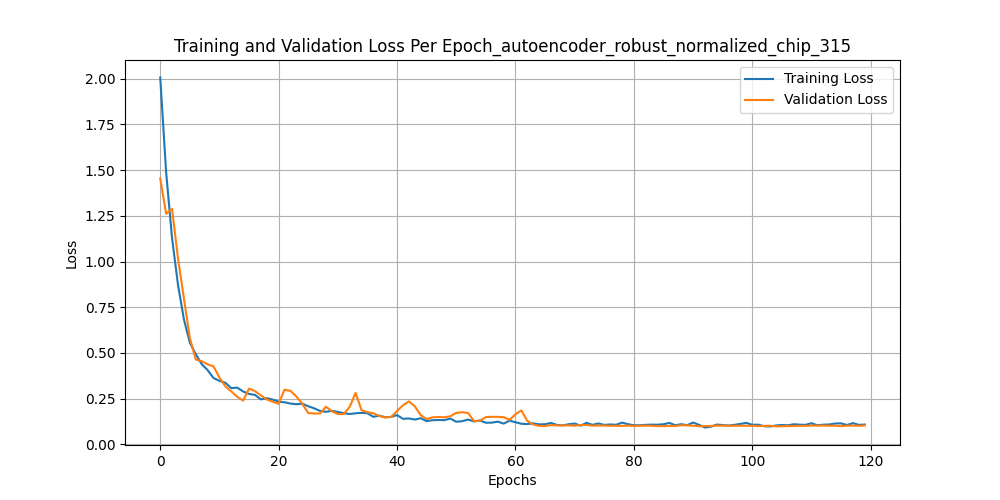 Training and Validation Loss Per Epoch_autoencoder_robust_normalized_chip_315
Training Loss
Validation Loss
2.00
1.75
1.50
1.25
1.00
0.75
0.50
0.25
0.00
Loss
0 20 40 60 80 100 120
Epochs